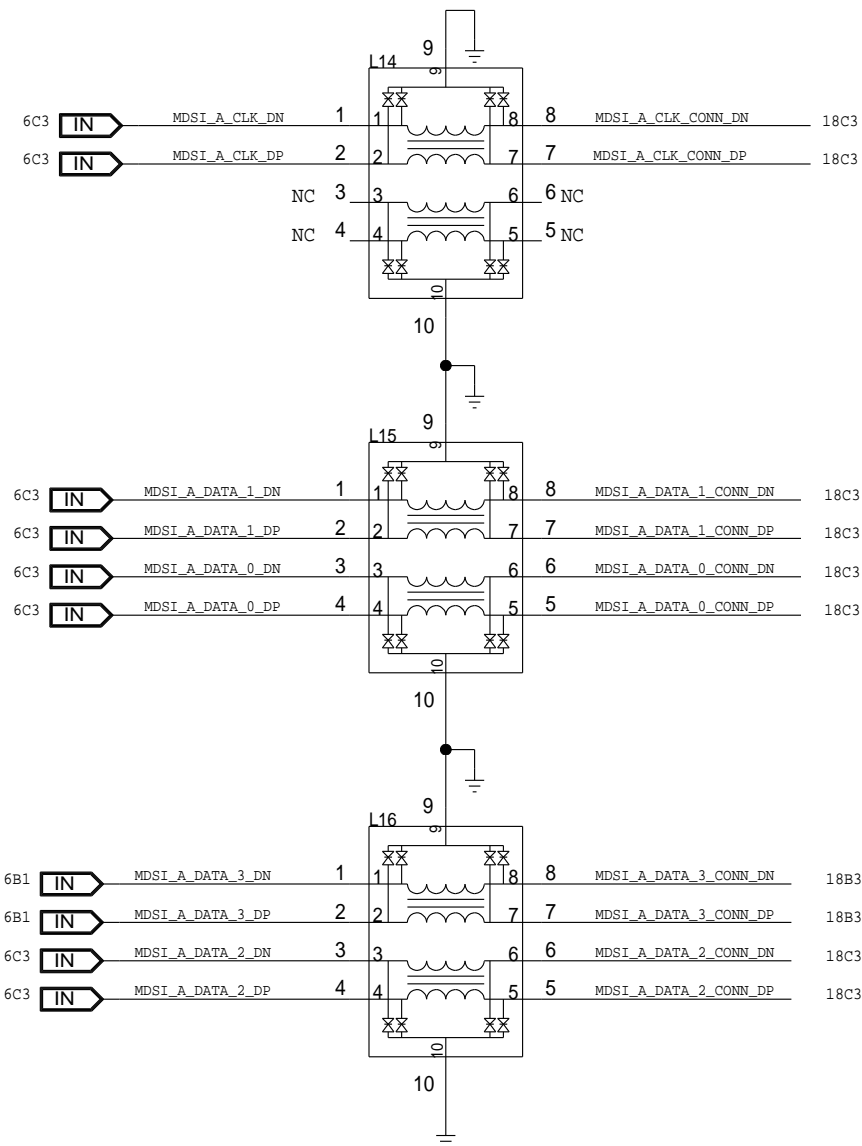 9
L14
9
6C3 IN MDSI_A_CLK_DN 1 1 8 8 MDSI_A_CLK_CONN_DN 18C3
6C3 IN MDSI_A_CLK_DP 2 2 7 7 MDSI_A_CLK_CONN_DP 18C3
NC 3 3 6 6 NC
NC 4 4 5 5 NC
10
10
9
L15
9
6C3 IN MDSI_A_DATA_1_DN 1 1 8 8 MDSI_A_DATA_1_CONN_DN 18C3
6C3 IN MDSI_A_DATA_1_DP 2 2 7 7 MDSI_A_DATA_1_CONN_DP 18C3
6C3 IN MDSI_A_DATA_0_DN 3 3 6 6 MDSI_A_DATA_0_CONN_DN 18C3
6C3 IN MDSI_A_DATA_0_DP 4 4 5 5 MDSI_A_DATA_0_CONN_DP 18C3
10
10
9
L16
9
6B1 IN MDSI_A_DATA_3_DN 1 1 8 8 MDSI_A_DATA_3_CONN_DN 18B3
6B1 IN MDSI_A_DATA_3_DP 2 2 7 7 MDSI_A_DATA_3_CONN_DP 18B3
6C3 IN MDSI_A_DATA_2_DN 3 3 6 6 MDSI_A_DATA_2_CONN_DN 18C3
6C3 IN MDSI_A_DATA_2_DP 4 4 5 5 MDSI_A_DATA_2_CONN_DP 18C3
10
10